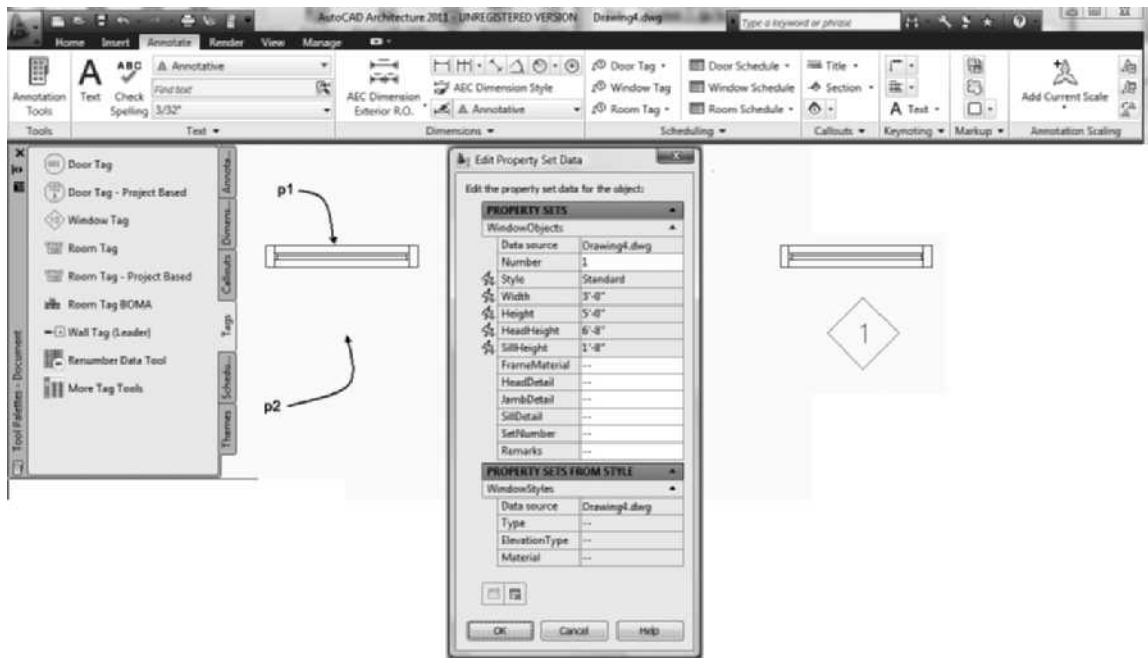 AutoCAD Architecture 2011 - UNREGISTERED VERSION Drawing4.dwg Type a keyword or phrase
Home Insert Annotate Render View Manage
Annotation Tools
Text
ABC Check Spelling
Annotative
Find text
3/32"
AEC Dimension Exterior R.O.
AEC Dimension Style
Annotative
Door Tag
Window Tag
Room Tag
Door Schedule
Window Schedule
Room Schedule
Title
Section
A Text
Add Current Scale
Tools Text Dimensions Scheduling Callouts Keynoting Markup Annotation Scaling
Door Tag
Door Tag - Project Based
Window Tag
Room Tag
Room Tag - Project Based
Room Tag BOMA
Wall Tag (Leader)
Renumber Data Tool
More Tag Tools
Annota...
Dimens...
Callouts
Tags
Schedu...
Themes
Tool Palettes - Document
p1
p2
Edit Property Set Data
Edit the property set data for the object:
PROPERTY SETS
WindowObjects
Data source Drawing4.dwg
Number 1
Style Standard
Width 3'-0"
Height 5'-0"
HeadHeight 6'-8"
SillHeight 1'-8"
FrameMaterial --
HeadDetail --
JambDetail --
SillDetail --
SetNumber --
Remarks --
PROPERTY SETS FROM STYLE
WindowStyles
Data source Drawing4.dwg
Type --
ElevationType --
Material --
OK Cancel Help
1